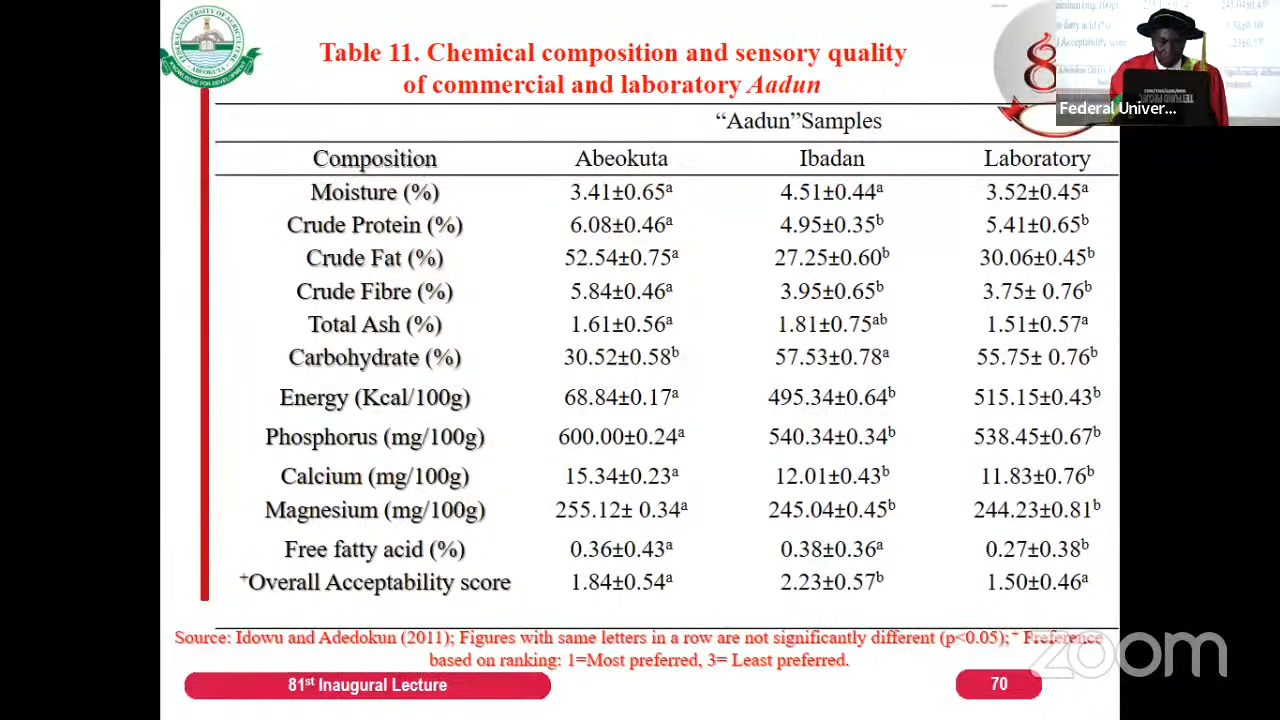 FEDERAL UNIVERSITY OF AGRICULTURE
ABEOKUTA
KNOWLEDGE FOR DEVELOPMENT
Table 11. Chemical composition and sensory quality
of commercial and laboratory Aadun
“Aadun”Samples
Composition Abeokuta Ibadan Laboratory
Moisture (%) 3.41±0.65ᵃ 4.51±0.44ᵃ 3.52±0.45ᵃ
Crude Protein (%) 6.08±0.46ᵃ 4.95±0.35ᵇ 5.41±0.65ᵇ
Crude Fat (%) 52.54±0.75ᵃ 27.25±0.60ᵇ 30.06±0.45ᵇ
Crude Fibre (%) 5.84±0.46ᵃ 3.95±0.65ᵇ 3.75± 0.76ᵇ
Total Ash (%) 1.61±0.56ᵃ 1.81±0.75ᵃᵇ 1.51±0.57ᵃ
Carbohydrate (%) 30.52±0.58ᵇ 57.53±0.78ᵃ 55.75± 0.76ᵇ
Energy (Kcal/100g) 68.84±0.17ᵃ 495.34±0.64ᵇ 515.15±0.43ᵇ
Phosphorus (mg/100g) 600.00±0.24ᵃ 540.34±0.34ᵇ 538.45±0.67ᵇ
Calcium (mg/100g) 15.34±0.23ᵃ 12.01±0.43ᵇ 11.83±0.76ᵇ
Magnesium (mg/100g) 255.12± 0.34ᵃ 245.04±0.45ᵇ 244.23±0.81ᵇ
Free fatty acid (%) 0.36±0.43ᵃ 0.38±0.36ᵃ 0.27±0.38ᵇ
⁺Overall Acceptability score 1.84±0.54ᵃ 2.23±0.57ᵇ 1.50±0.46ᵃ
Source: Idowu and Adedokun (2011); Figures with same letters in a row are not significantly different (p<0.05);⁺ Preference
based on ranking: 1=Most preferred, 3= Least preferred.
81ˢᵗ Inaugural Lecture
70
Federal Univer...
zoom